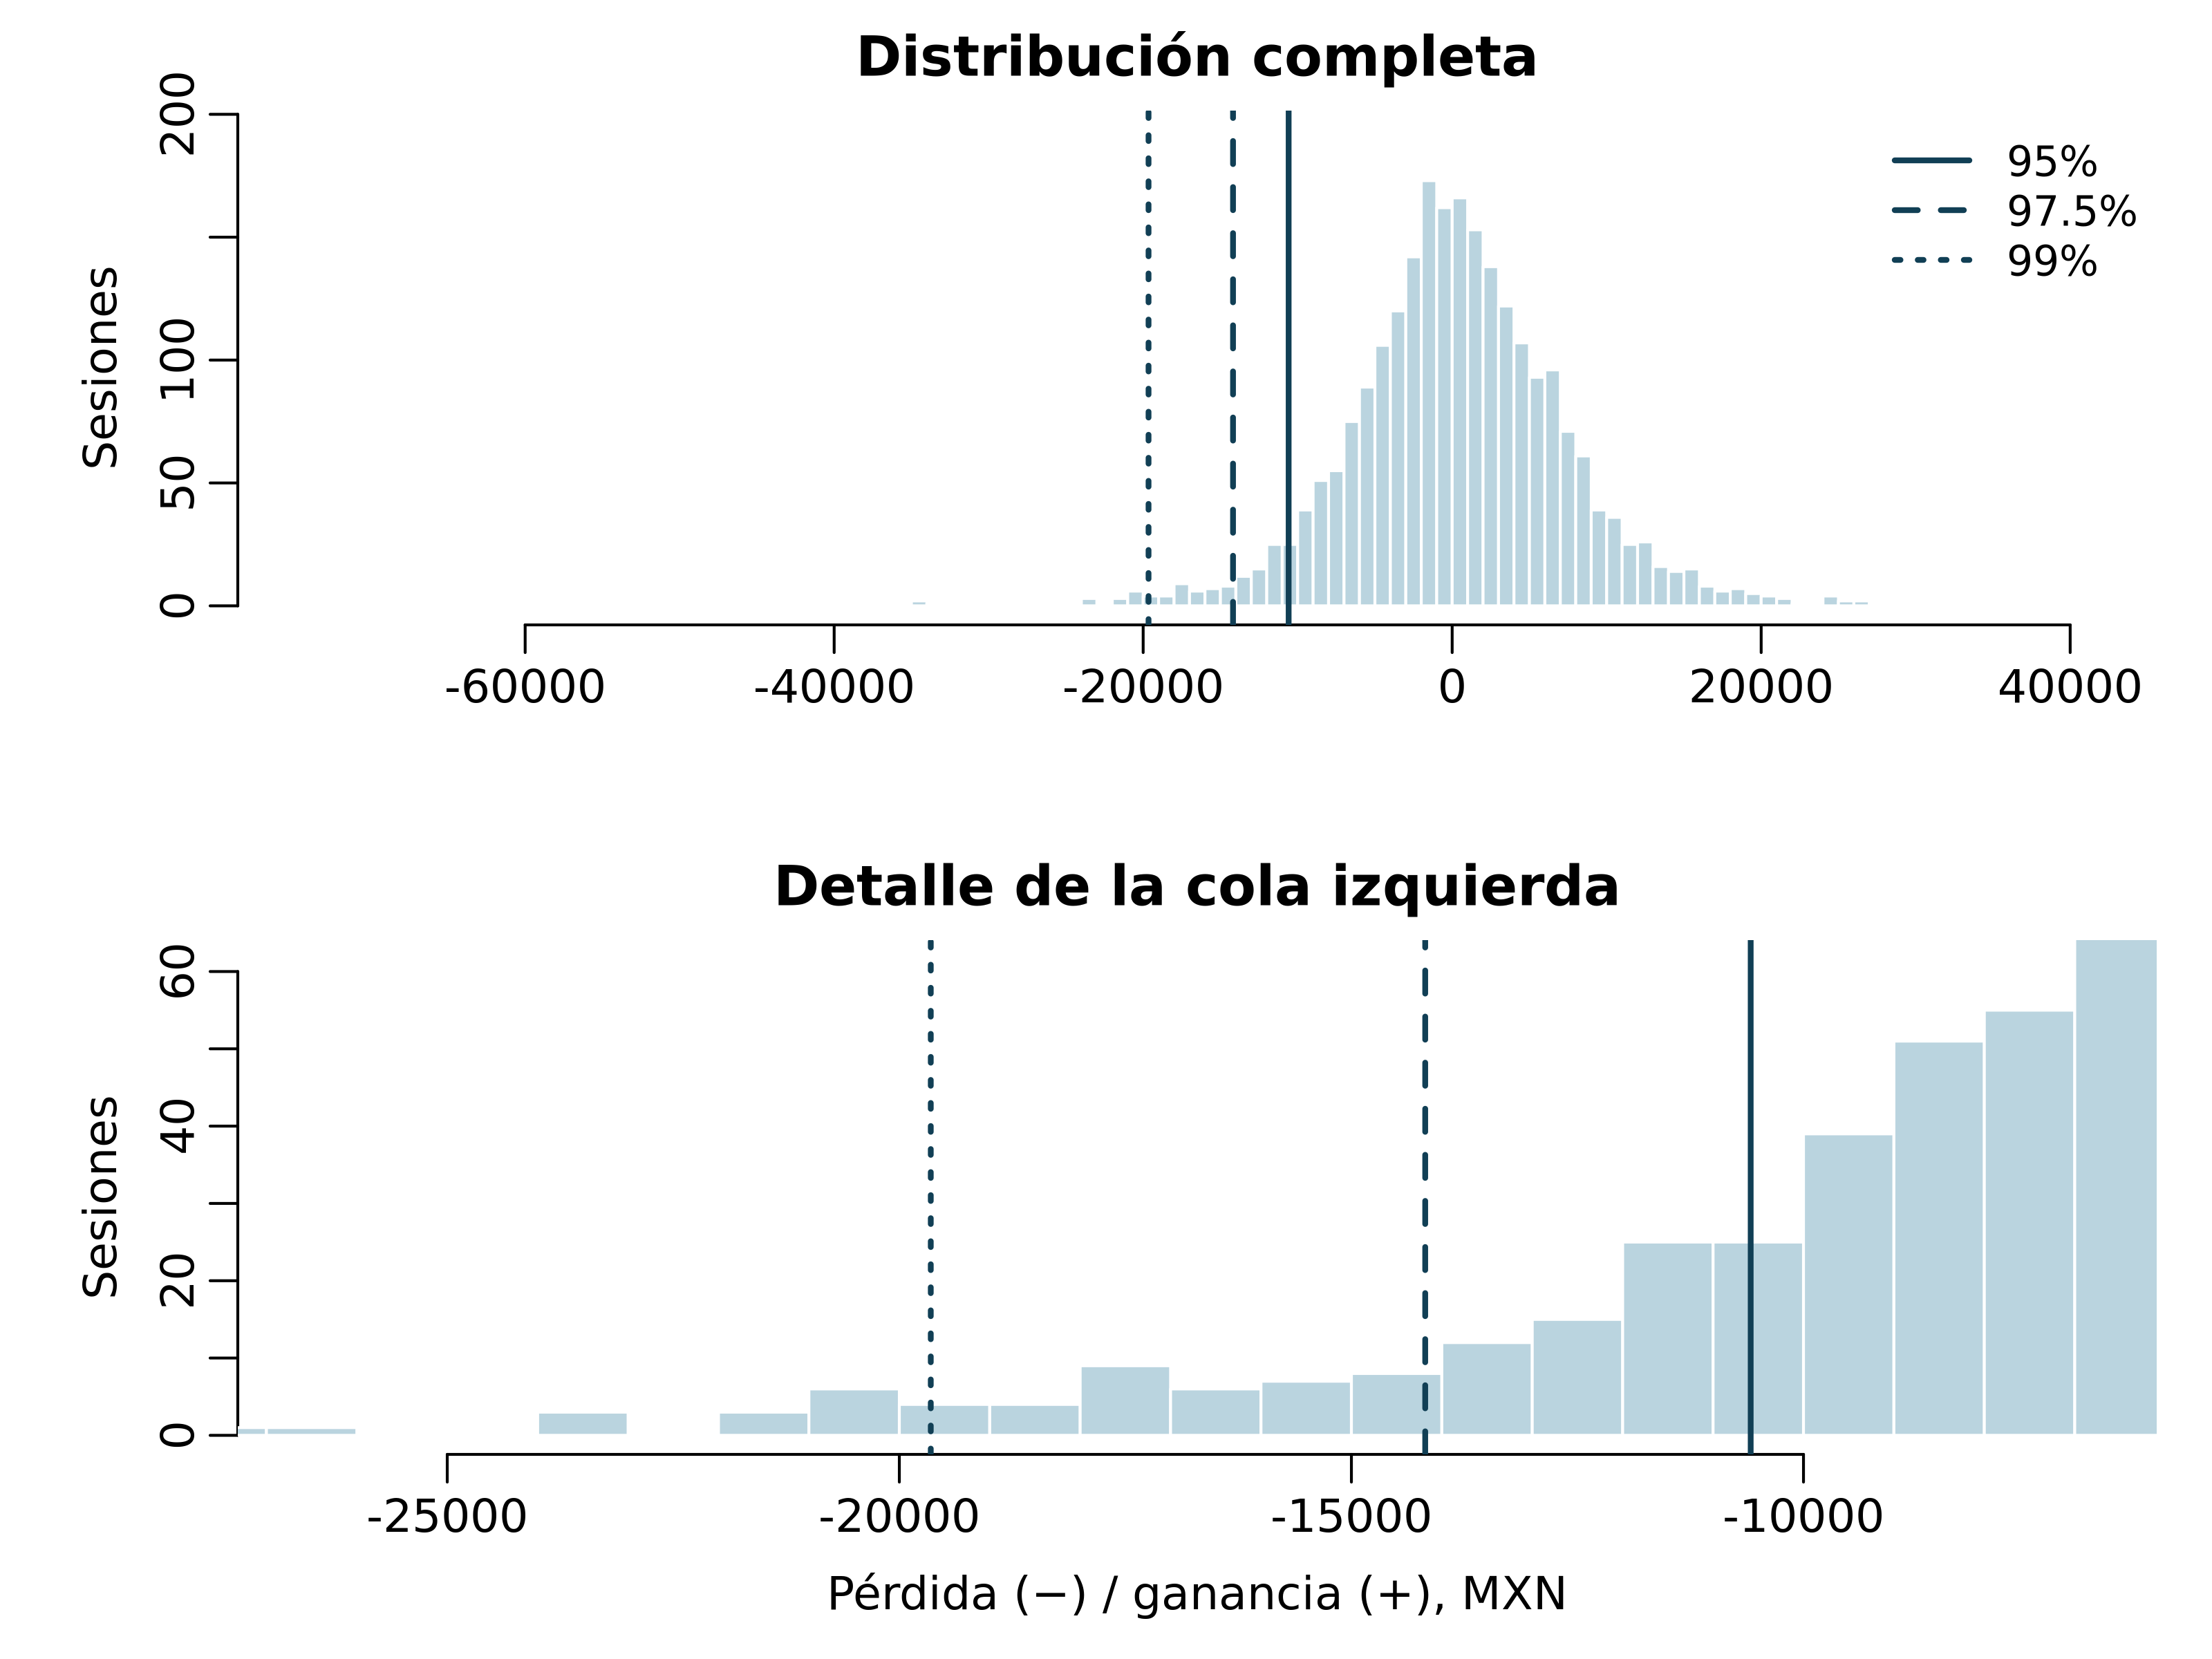 Distribución completa
Sesiones
200
100
50
0
95%
97.5%
99%
-60000 -40000 -20000 0 20000 40000
Detalle de la cola izquierda
Sesiones
60
40
20
0
-25000 -20000 -15000 -10000
Pérdida (−) / ganancia (+), MXN